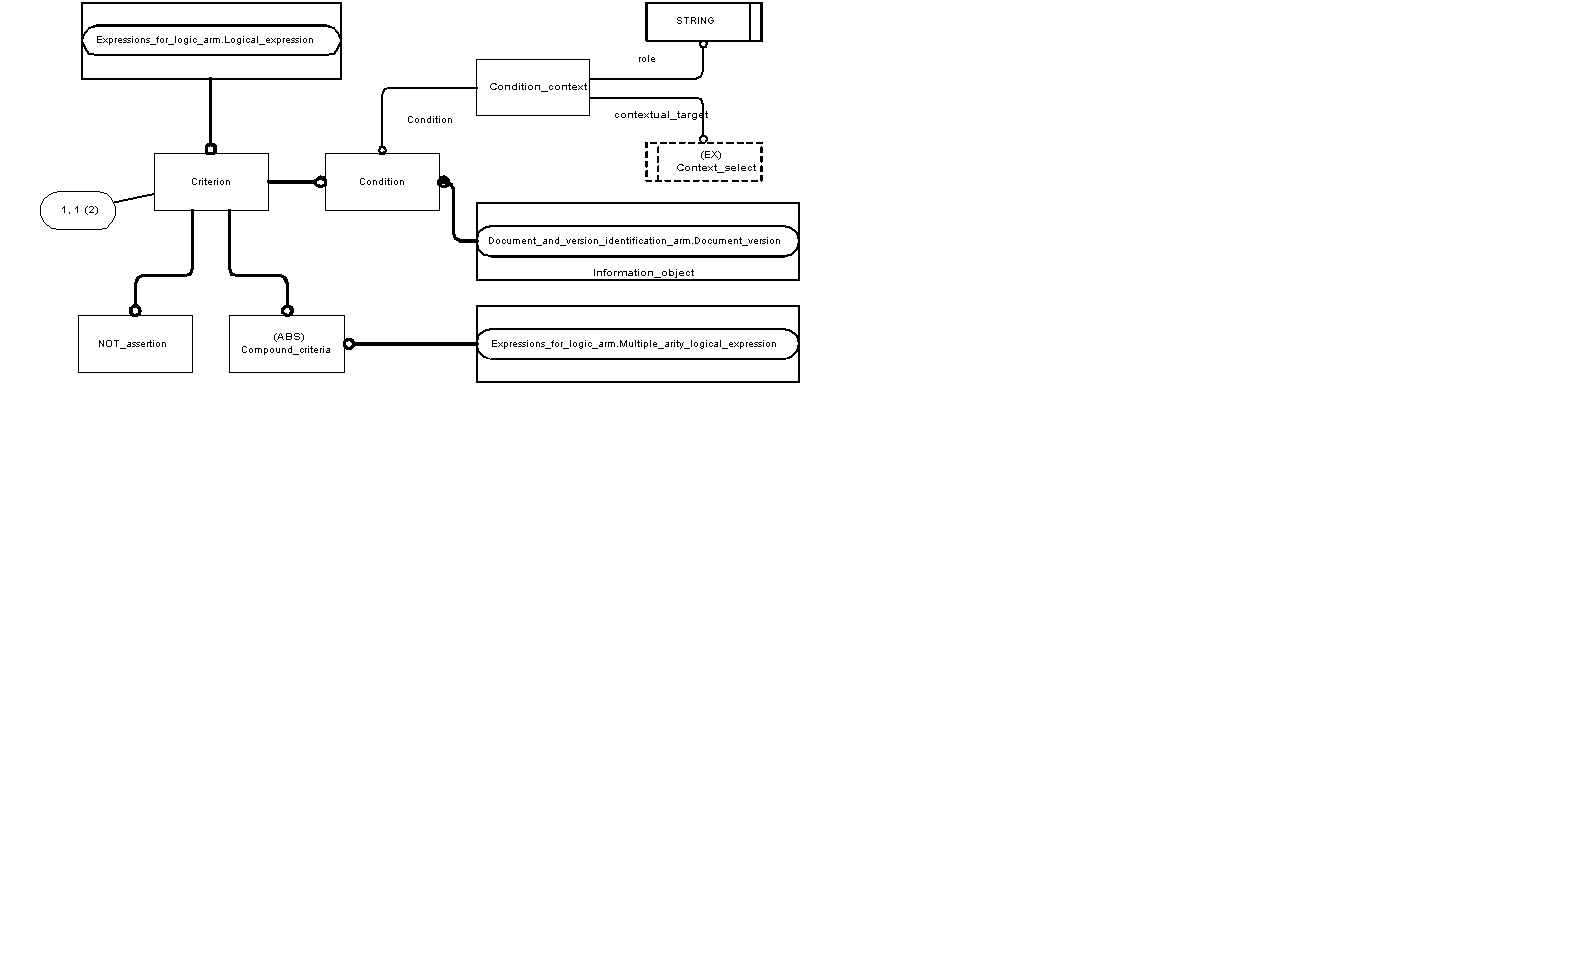 STRING
Expressions_for_logic_arm.Logical_expression
role
Condition_context
contextual_target
Condition
(EX)
Context_select
Criterion
Condition
1, 1 (2)
Document_and_version_identification_arm.Document_version
Information_object
(ABS)
NOT_assertion
Compound_criteria
Expressions_for_logic_arm.Multiple_arity_logical_expression